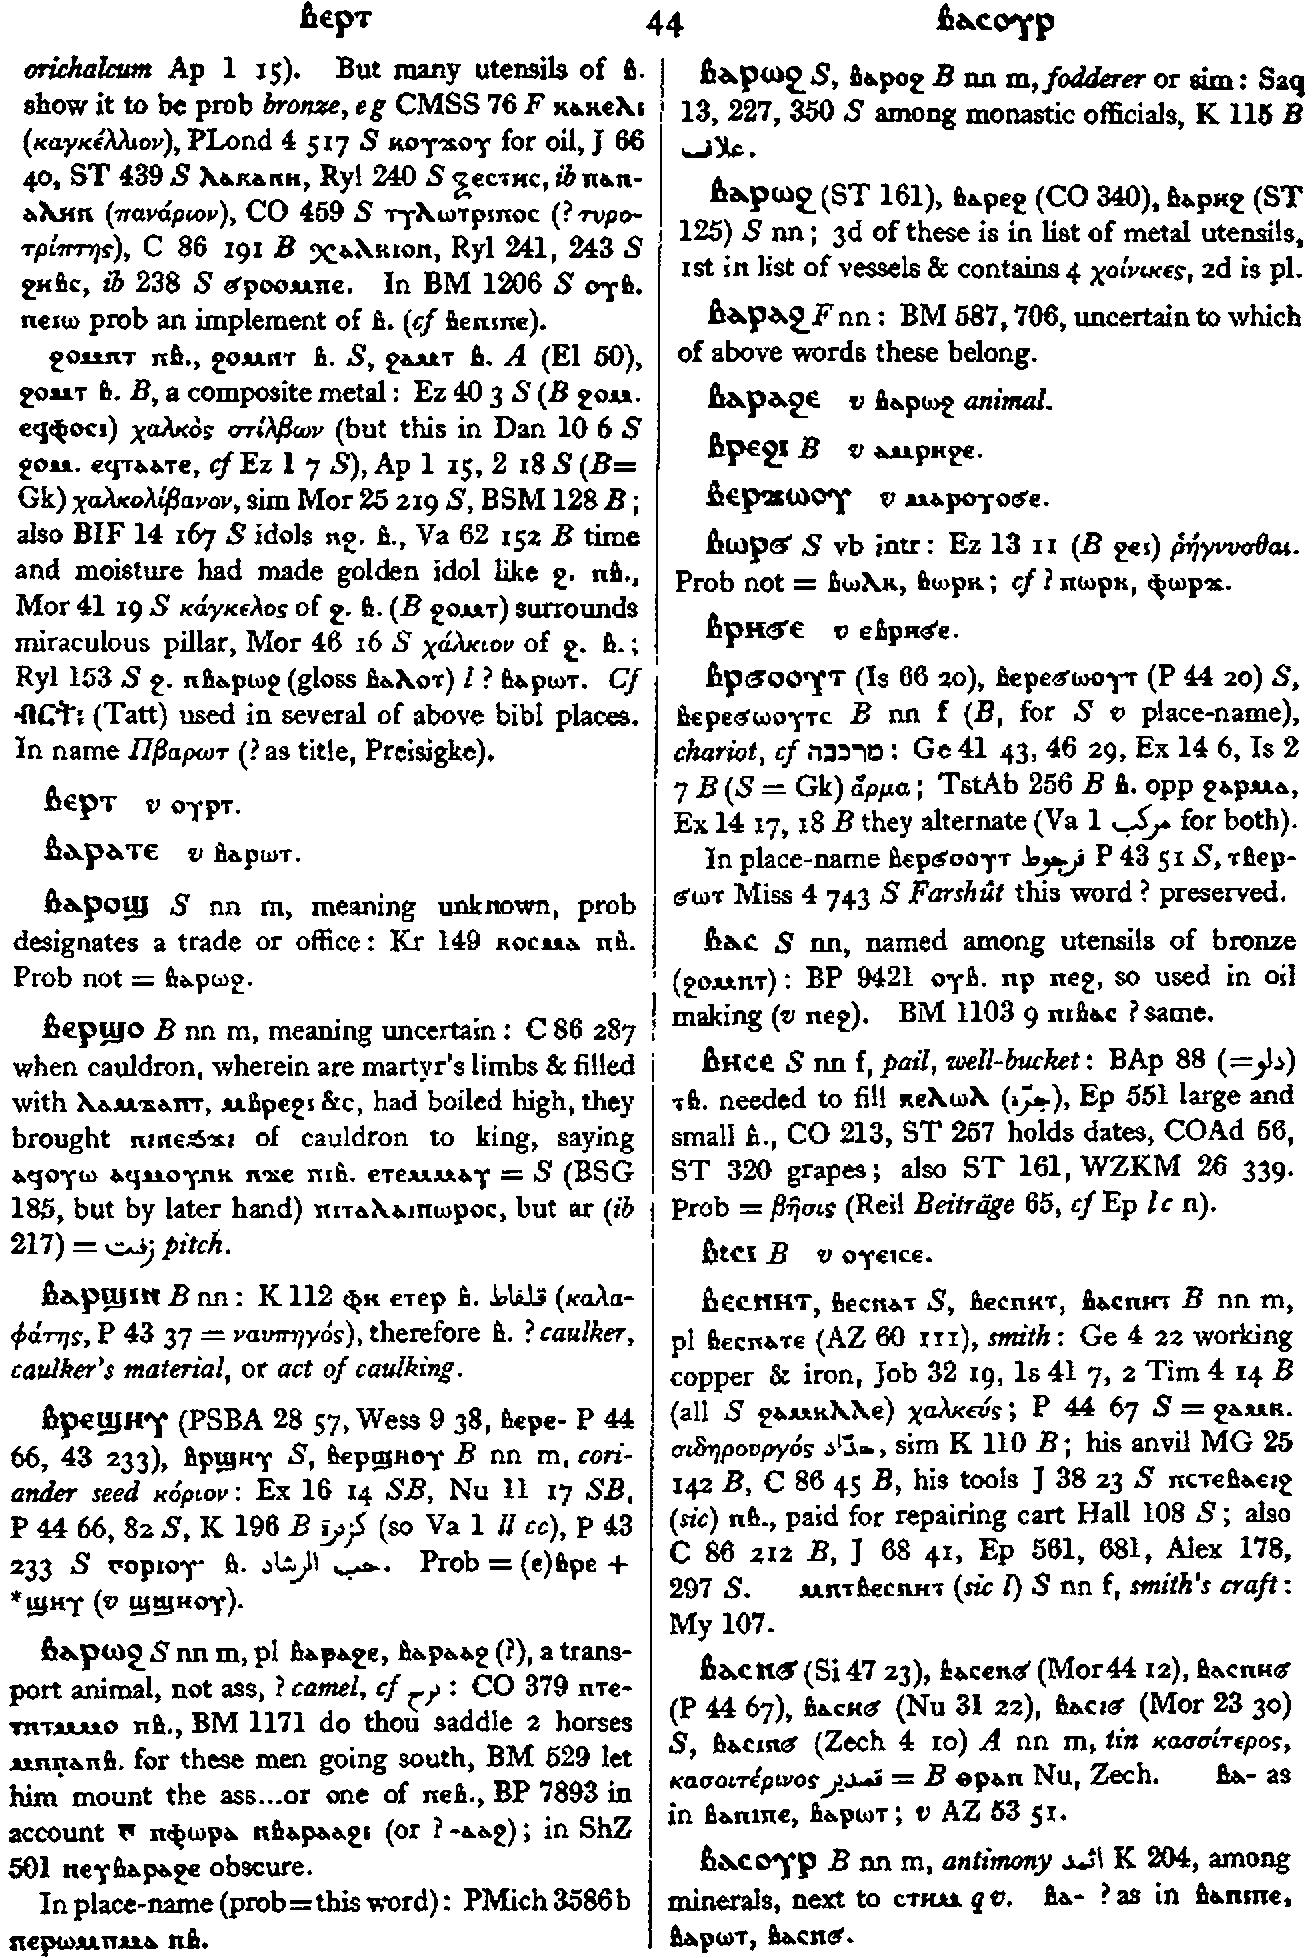 ⲃⲉⲣⲧ 44 ⲃⲁⲥⲟⲩⲣ
orichalcum Ap 1 15). But many utensils of ⲃ.
show it to be prob bronze, eg CMSS 76 F ⲕⲁⲕⲉⲗⲓ
(καγκέλλιον), PLond 4 517 S ⲕⲟⲩϫⲟⲩ for oil, J 66
40, ST 439 S ⲗⲁⲕⲁⲡⲏ, Ryl 240 S ⲝⲉⲥⲧⲏⲥ, ib ⲡⲁⲛ-
ⲁⲗⲏⲛ (πανάριον), CO 459 S ⲧⲩⲗⲱⲧⲣⲓⲡⲟⲥ (? τυρο-
τρίπτης), C 86 191 B ⲭⲁⲗⲕⲓⲟⲛ, Ryl 241, 243 S
ϩⲏⲃⲥ, ib 238 S ϭⲣⲟⲟⲙⲡⲉ. In BM 1206 S ⲟⲩⲃ.
ⲛⲉⲓⲱ prob an implement of ⲃ. (cf ⲃⲉⲛⲓⲡⲉ).
ϩⲟⲙⲛⲧ ⲛⲃ., ϩⲟⲙⲛⲧ ⲃ. S, ϩⲁⲙⲧ ⲃ. A (El 50),
ϩⲟⲙⲧ ⲃ. B, a composite metal: Ez 40 3 S (B ϩⲟⲙ.
ⲉϥⲫⲟⲥⲓ) χαλκὸς στίλβων (but this in Dan 10 6 S
ϩⲟⲙ. ⲉϥⲧⲁⲁⲧⲉ, cf Ez 1 7 S), Ap 1 15, 2 18 S (B=
Gk) χαλκολίβανον, sim Mor 25 219 S, BSM 128 B;
also BIF 14 167 S idols ⲛϩ. ⲃ., Va 62 152 B time
and moisture had made golden idol like ϩ. ⲛⲃ.,
Mor 41 19 S κάγκελος of ϩ. ⲃ. (B ϩⲟⲙⲧ) surrounds
miraculous pillar, Mor 46 16 S χάλκιον of ϩ. ⲃ.;
Ryl 153 S ϩ. ⲛⲃⲁⲣⲱϩ (gloss ⲃⲁⲗⲟⲧ) l ? ⲃⲁⲣⲱⲧ. Cf
ብርት፡ (Tatt) used in several of above bibl places.
In name Πβαρωτ (? as title, Preisigke).
ⲃⲉⲣⲧ v ⲟⲩⲣⲧ.
ⲃⲁⲣⲁⲧⲉ v ⲃⲁⲣⲱⲧ.
ⲃⲁⲣⲟϣ S nn m, meaning unknown, prob
designates a trade or office: Kr 149 ⲕⲟⲥⲙⲁ ⲛⲃ.
Prob not = ⲃⲁⲣⲱϩ.
ⲃⲉⲣϣⲟ B nn m, meaning uncertain: C 86 287
when cauldron, wherein are martyr's limbs & filled
with ⲗⲁⲙϫⲁⲡⲧ, ⲙⲃⲣⲉϩⲓ &c, had boiled high, they
brought ⲡⲓⲛⲉϭϫⲓ of cauldron to king, saying
ⲁϥⲟⲩⲱ ⲁϥⲙⲟⲩⲛⲕ ⲛϫⲉ ⲡⲓⲃ. ⲉⲧⲉⲙⲙⲁⲩ = S (BSG
185, but by later hand) ⲡⲓⲧⲁⲗⲁⲓⲡⲱⲣⲟⲥ, but ar (ib
217) = زفت pitch.
ⲃⲁⲣϣⲓⲛ B nn: K 112 ⲫⲏ ⲉⲧⲉⲣ ⲃ. قلفاط (καλα-
φάτης, P 43 37 = ναυπηγός), therefore ⲃ. ? caulker,
caulker's material, or act of caulking.
ⲃⲣⲉϣⲏⲩ (PSBA 28 57, Wess 9 38, ⲃⲉⲣⲉ- P 44
66, 43 233), ⲃⲣϣⲏⲩ S, ⲃⲉⲣϣⲏⲟⲩ B nn m, cori-
ander seed κόριον: Ex 16 14 SB, Nu 11 17 SB,
P 44 66, 82 S, K 196 B كزبرة (so Va 1 ll cc), P 43
233 S ⲕⲟⲣⲓⲟⲩ ⲃ. حب الرشاد. Prob = (ⲉ)ⲃⲣⲉ +
*ϣⲏⲩ (v ϣϣⲏⲟⲩ).
ⲃⲁⲣⲱϩ S nn m, pl ⲃⲁⲣⲁϩⲉ, ⲃⲁⲣⲁⲁϩ (?), a trans-
port animal, not ass, ? camel, cf: CO 379 ⲛⲧⲉ-
ⲧⲛⲧⲙⲙⲟ ⲛⲃ., BM 1171 do thou saddle 2 horses
ⲙⲛⲡⲁⲛⲃ. for these men going south, BM 529 let
him mount the ass...or one of ⲛⲉⲃ., BP 7893 in
account ⲛⲫⲱⲣⲁ ⲛⲃⲁⲣⲁⲁϩⲓ (or ? -ⲁⲁϩ); in ShZ
501 ⲛⲉⲩⲃⲁⲣⲁϩⲉ obscure.
In place-name (prob=this word): PMich 3586 b
ⲡⲉⲣⲱⲙⲡⲙⲁ ⲛⲃ.
ⲃⲁⲣⲱϩ S, ⲃⲁⲣⲟϩ B nn m, fodderer or sim: Saq
13, 227, 350 S among monastic officials, K 115 B
علاف.
ⲃⲁⲣⲱϩ (ST 161), ⲃⲁⲣⲉϩ (CO 340), ⲃⲁⲣⲏϩ (ST
125) S nn; 3d of these is in list of metal utensils,
1st in list of vessels & contains 4 χοίνικες, 2d is pl.
ⲃⲁⲣⲁϩ F nn: BM 587, 706, uncertain to which
of above words these belong.
ⲃⲁⲣⲁϩⲉ v ⲃⲁⲣⲱϩ animal.
ⲃⲣⲉϩⲓ B v ⲁⲙⲣⲏϩⲉ.
ⲃⲉⲣϫⲱⲟⲩ v ⲙⲁⲣⲟⲩⲟϭⲉ.
ⲃⲱⲣϭ S vb intr: Ez 13 11 (B ϩⲉⲓ) ῥήγνυσθαι.
Prob not = ⲃⲱⲗⲕ, ⲃⲱⲣⲕ; cf ? ⲡⲱⲣⲕ, ⲫⲱⲣϫ.
ⲃⲣⲏϭⲉ v ⲉⲃⲣⲏϭⲉ.
ⲃⲣϭⲟⲟⲩⲧ (Is 66 20), ⲃⲉⲣⲉϭⲱⲟⲩⲧ (P 44 20) S,
ⲃⲉⲣⲉϭⲱⲟⲩⲧⲥ B nn f (B, for S v place-name),
chariot, cf מרכבה: Ge 41 43, 46 29, Ex 14 6, Is 2
7 B (S = Gk) ἅρμα; TstAb 256 B ⲃ. opp ϩⲁⲣⲙⲁ,
Ex 14 17, 18 B they alternate (Va 1 مركب for both).
In place-name ⲃⲉⲣϭⲟⲟⲩⲧ فرجوط P 43 51 S, ⲧⲃⲉⲣ-
ϭⲱⲧ Miss 4 743 S Farshût this word ? preserved.
ⲃⲁⲥ S nn, named among utensils of bronze
(ϩⲟⲙⲛⲧ): BP 9421 ⲟⲩⲃ. ⲛⲣ ⲛⲉϩ, so used in oil
making (v ⲛⲉϩ). BM 1103 9 ⲡⲓⲃⲁⲥ ? same.
ⲃⲏⲥⲉ S nn f, pail, well-bucket: BAp 88 (=دلو)
ⲧⲃ. needed to fill ⲕⲉⲗⲱⲗ (جرّة), Ep 551 large and
small ⲃ., CO 213, ST 257 holds dates, COAd 56,
ST 320 grapes; also ST 161, WZKM 26 339.
Prob = βῆσις (Reil Beiträge 65, cf Ep lc n).
ⲃⲓⲥⲓ B v ⲟⲩⲉⲓⲥⲉ.
ⲃⲉⲥⲛⲏⲧ, ⲃⲉⲥⲛⲁⲧ S, ⲃⲉⲥⲛⲏⲧ, ⲃⲁⲥⲛⲏⲧ B nn m,
pl ⲃⲉⲥⲛⲁⲧⲉ (AZ 60 111), smith: Ge 4 22 working
copper & iron, Job 32 19, Is 41 7, 2 Tim 4 14 B
(all S ϩⲁⲙⲕⲗⲗⲉ) χαλκεύς; P 44 67 S = ϩⲁⲙⲕ.
σιδηρουργός حدّاد, sim K 110 B; his anvil MG 25
142 B, C 86 45 B, his tools J 38 23 S ⲛⲥⲧⲉⲃⲁⲉⲓϩ
(sic) ⲛⲃ., paid for repairing cart Hall 108 S; also
C 86 212 B, J 68 41, Ep 561, 681, Alex 178,
297 S. ⲙⲛⲧⲃⲉⲥⲛⲏⲧ (sic l) S nn f, smith's craft:
My 107.
ⲃⲁⲥⲛϭ (Si 47 23), ⲃⲁⲥⲉⲛϭ (Mor 44 12), ⲃⲁⲥⲛⲏϭ
(P 44 67), ⲃⲁⲥⲏϭ (Nu 31 22), ⲃⲁⲥⲓϭ (Mor 23 30)
S, ⲃⲁⲥⲓⲛϭ (Zech 4 10) A nn m, tin κασσίτερος,
κασσιτέρινος قصدير = B ⲑⲣⲁⲛ Nu, Zech. ⲃⲁ- as
in ⲃⲁⲛⲓⲡⲉ, ⲃⲁⲣⲱⲧ; v AZ 53 51.
ⲃⲁⲥⲟⲩⲣ B nn m, antimony اثمد K 204, among
minerals, next to ⲥⲧⲏⲙ qv. ⲃⲁ- ? as in ⲃⲁⲛⲓⲡⲉ,
ⲃⲁⲣⲱⲧ, ⲃⲁⲥⲛϭ.